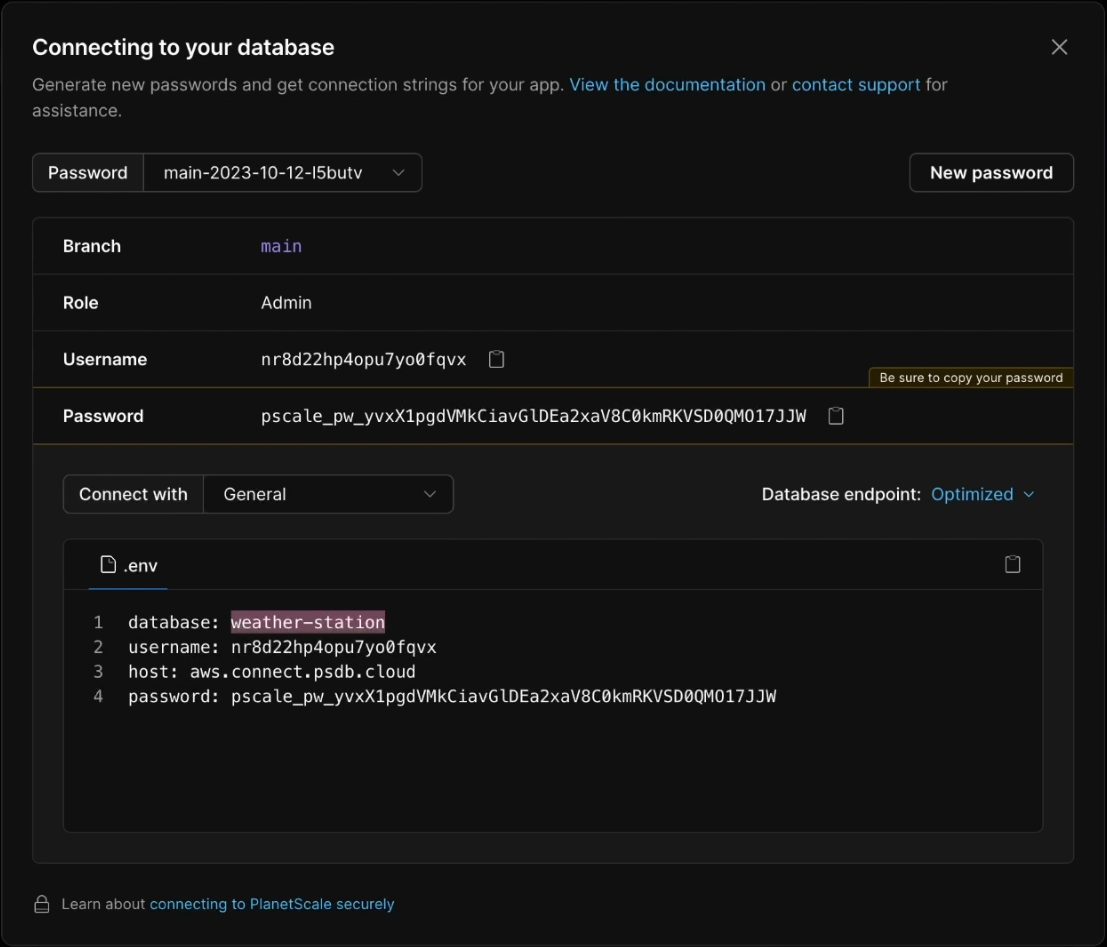 Connecting to your database
Generate new passwords and get connection strings for your app. View the documentation or contact support for
assistance.
Password main-2023-10-12-l5butv
New password
Branch main
Role Admin
Username nr8d22hp4opu7yo0fqvx
Be sure to copy your password
Password pscale_pw_yvxX1pgdVMkCiavGlDEa2xaV8C0kmRKVSD0QMO17JJW
Connect with General
Database endpoint: Optimized
.env
1 database: weather-station
2 username: nr8d22hp4opu7yo0fqvx
3 host: aws.connect.psdb.cloud
4 password: pscale_pw_yvxX1pgdVMkCiavGlDEa2xaV8C0kmRKVSD0QMO17JJW
Learn about connecting to PlanetScale securely